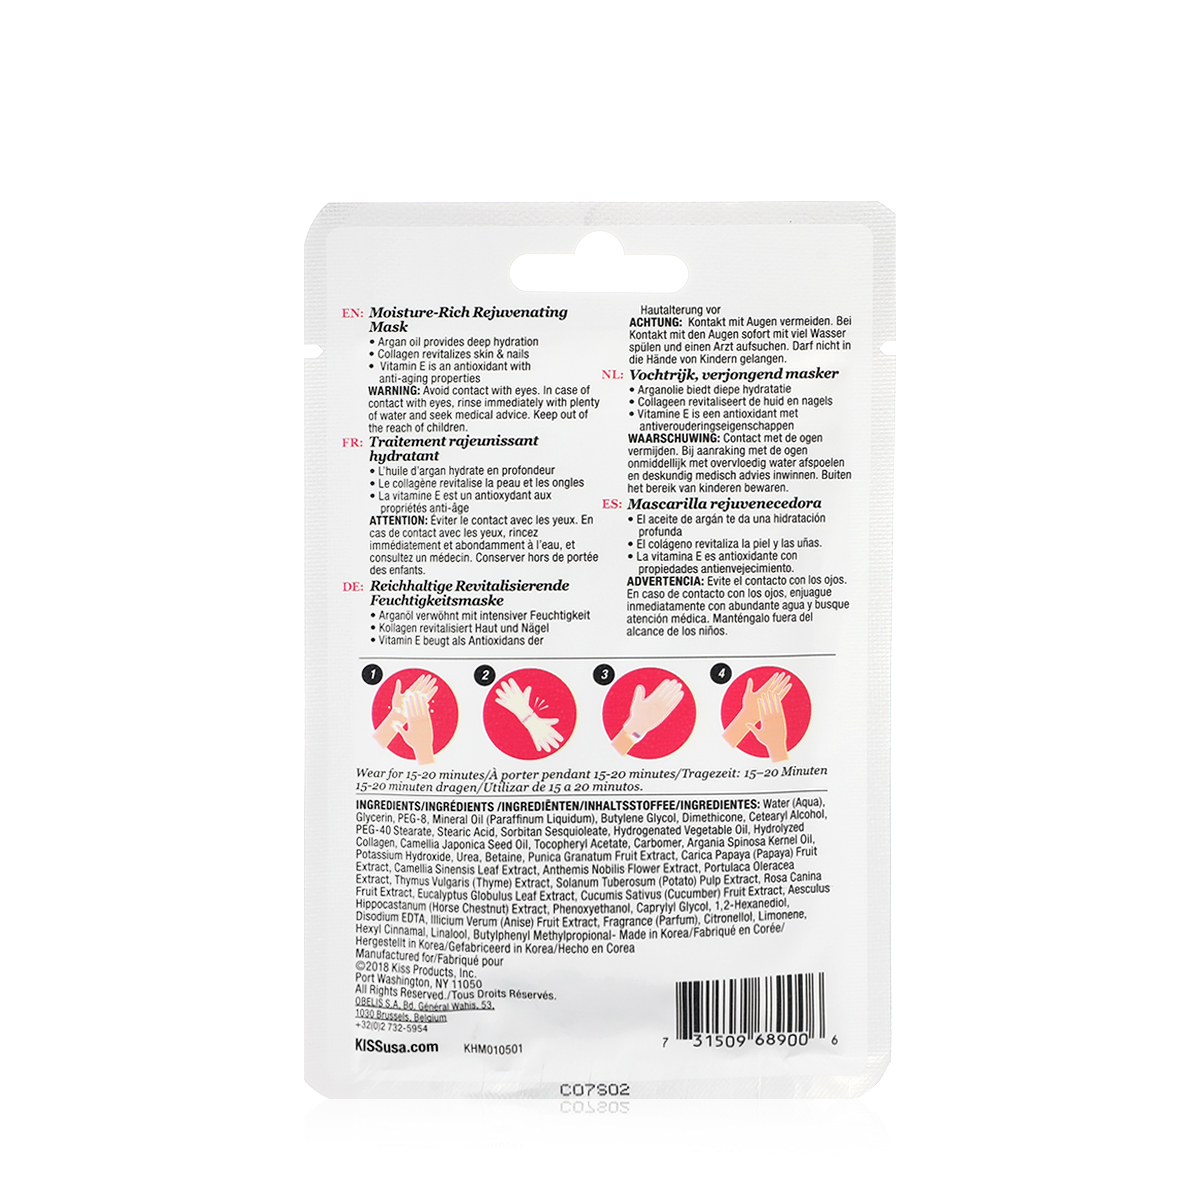 EN: Moisture-Rich Rejuvenating
Mask
• Argan oil provides deep hydration
• Collagen revitalizes skin & nails
• Vitamin E is an antioxidant with
anti-aging properties
WARNING: Avoid contact with eyes. In case of
contact with eyes, rinse immediately with plenty
of water and seek medical advice. Keep out of
the reach of children.
FR: Traitement rajeunissant
hydratant
• L'huile d'argan hydrate en profondeur
• Le collagène revitalise la peau et les ongles
• La vitamine E est un antioxydant aux
propriétés anti-âge
ATTENTION: Éviter le contact avec les yeux. En
cas de contact avec les yeux, rincez
immédiatement et abondamment à l'eau, et
consultez un médecin. Conserver hors de portée
des enfants.
DE: Reichhaltige Revitalisierende
Feuchtigkeitsmaske
• Arganöl verwöhnt mit intensiver Feuchtigkeit
• Kollagen revitalisiert Haut und Nägel
• Vitamin E beugt als Antioxidans der
Hautalterung vor
ACHTUNG: Kontakt mit Augen vermeiden. Bei
Kontakt mit den Augen sofort mit viel Wasser
spülen und einen Arzt aufsuchen. Darf nicht in
die Hände von Kindern gelangen.
NL: Vochtrijk, verjongend masker
• Arganolie biedt diepe hydratatie
• Collageen revitaliseert de huid en nagels
• Vitamine E is een antioxidant met
antiverouderingseigenschappen
WAARSCHUWING: Contact met de ogen
vermijden. Bij aanraking met de ogen
onmiddellijk met overvloedig water afspoelen
en deskundig medisch advies inwinnen. Buiten
het bereik van kinderen bewaren.
ES: Mascarilla rejuvenecedora
• El aceite de argán te da una hidratación
profunda
• El colágeno revitaliza la piel y las uñas.
• La vitamina E es antioxidante con
propiedades antienvejecimiento.
ADVERTENCIA: Evite el contacto con los ojos.
En caso de contacto con los ojos, enjuague
inmediatamente con abundante agua y busque
atención médica. Manténgalo fuera del
alcance de los niños.
1 2 3 4
Wear for 15-20 minutes/À porter pendant 15-20 minutes/Tragezeit: 15–20 Minuten
15-20 minuten dragen/Utilizar de 15 a 20 minutos.
INGREDIENTS/INGRÉDIENTS /INGREDIËNTEN/INHALTSSTOFFEE/INGREDIENTES: Water (Aqua),
Glycerin, PEG-8, Mineral Oil (Paraffinum Liquidum), Butylene Glycol, Dimethicone, Cetearyl Alcohol,
PEG-40 Stearate, Stearic Acid, Sorbitan Sesquioleate, Hydrogenated Vegetable Oil, Hydrolyzed
Collagen, Camellia Japonica Seed Oil, Tocopheryl Acetate, Carbomer, Argania Spinosa Kernel Oil,
Potassium Hydroxide, Urea, Betaine, Punica Granatum Fruit Extract, Carica Papaya (Papaya) Fruit
Extract, Camellia Sinensis Leaf Extract, Anthemis Nobilis Flower Extract, Portulaca Oleracea
Extract, Thymus Vulgaris (Thyme) Extract, Solanum Tuberosum (Potato) Pulp Extract, Rosa Canina
Fruit Extract, Eucalyptus Globulus Leaf Extract, Cucumis Sativus (Cucumber) Fruit Extract, Aesculus
Hippocastanum (Horse Chestnut) Extract, Phenoxyethanol, Caprylyl Glycol, 1,2-Hexanediol,
Disodium EDTA, Illicium Verum (Anise) Fruit Extract, Fragrance (Parfum), Citronellol, Limonene,
Hexyl Cinnamal, Linalool, Butylphenyl Methylpropional- Made in Korea/Fabriqué en Corée/
Hergestellt in Korea/Gefabriceerd in Korea/Hecho en Corea
Manufactured for/Fabriqué pour
©2018 Kiss Products, Inc.
Port Washington, NY 11050
All Rights Reserved./Tous Droits Réservés.
OBELIS S.A. Bd. Général Wahis, 53,
1030 Brussels, Belgium
+32(0)2 732-5954
KISSusa.com KHM010501
7 31509 68900 6
C07S02